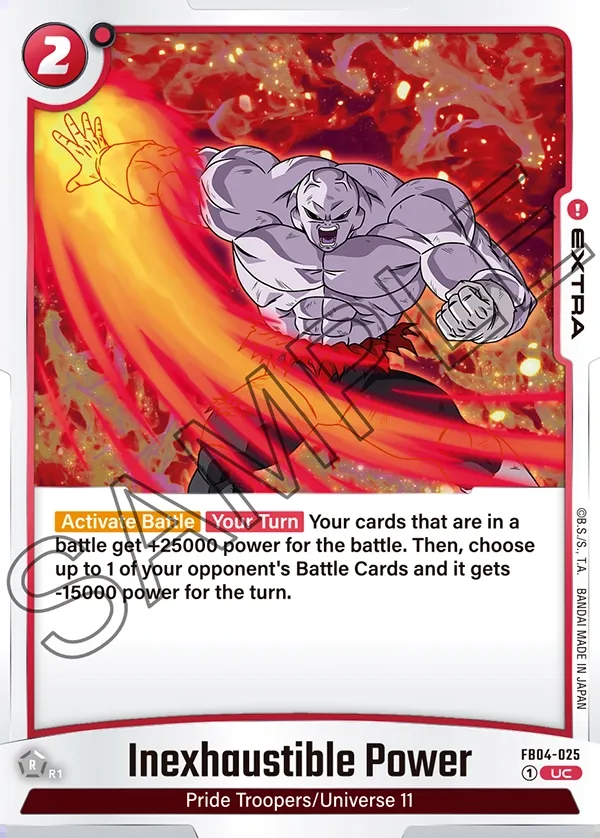 2
! EXTRA
Activate Battle Your Turn Your cards that are in a
battle get +25000 power for the battle. Then, choose
up to 1 of your opponent's Battle Cards and it gets
-15000 power for the turn.
SAMPLE
©B.S./S., T.A. BANDAI MADE IN JAPAN
R R1
Inexhaustible Power
FB04-025
1 UC
Pride Troopers/Universe 11